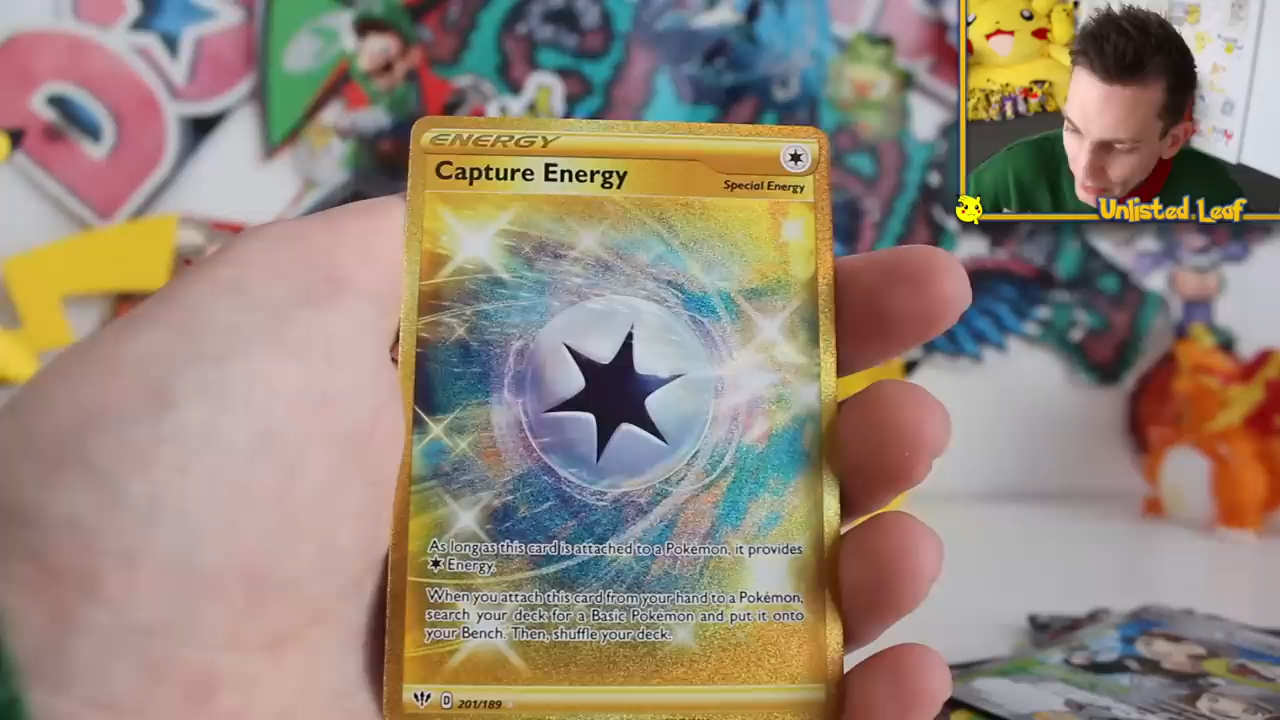 ENERGY
Capture Energy
Special Energy
Unlisted.Leaf
As long as this card is attached to a Pokémon, it provides
Energy.
When you attach this card from your hand to a Pokémon,
search your deck for a Basic Pokémon and put it onto
your Bench. Then, shuffle your deck.
D 201/189